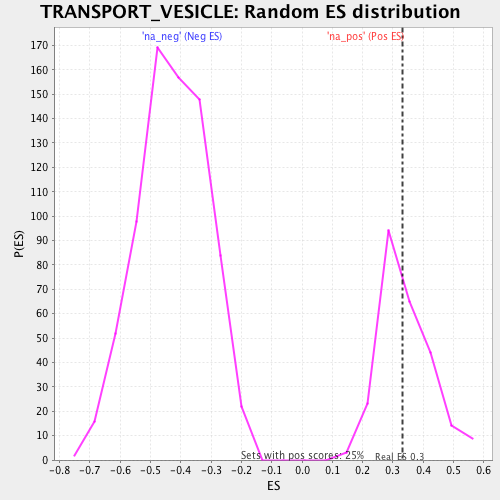 TRANSPORT_VESICLE: Random ES distribution
'na_neg' (Neg ES)
'na_pos' (Pos ES)
170
160
150
140
130
120
110
100
90
80
70
60
50
40
30
20
10
0
P(ES)
Sets with pos scores: 25%
Real ES 0.3
-0.8 -0.7 -0.6 -0.5 -0.4 -0.3 -0.2 -0.1 0.0 0.1 0.2 0.3 0.4 0.5 0.6
ES